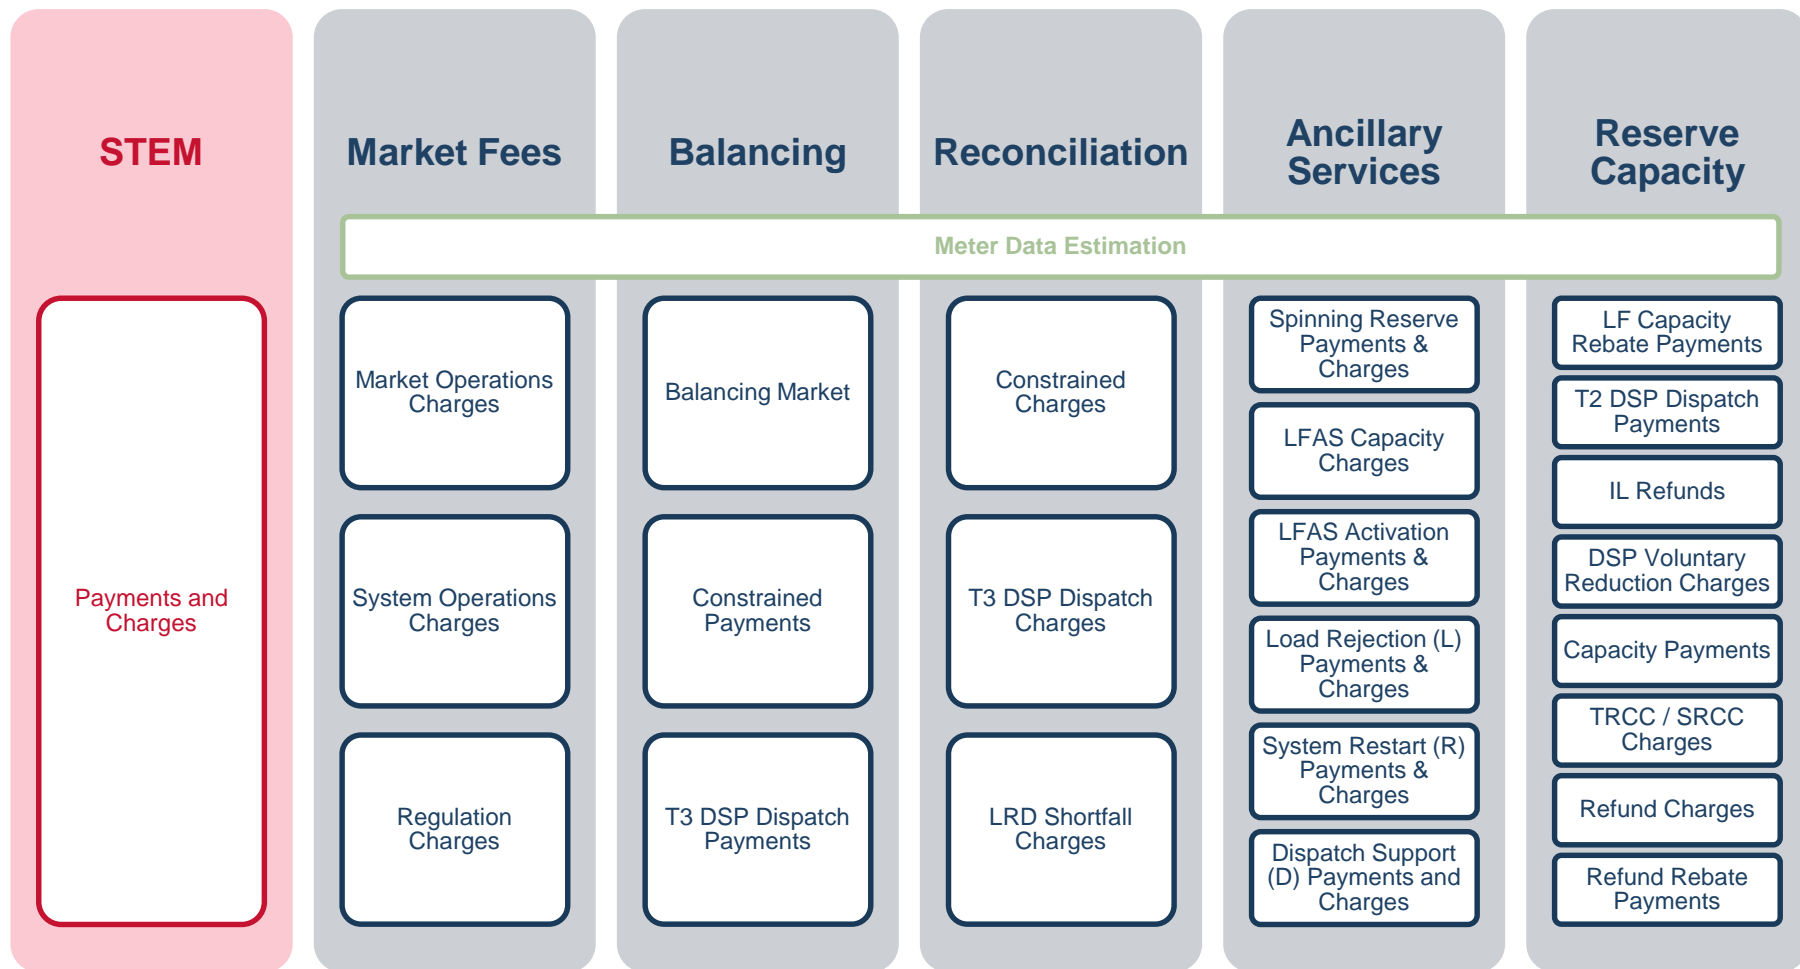 STEM
Payments and
Charges
Market Fees
Balancing
Reconciliation
Ancillary
Services
Reserve
Capacity
Meter Data Estimation
Market Operations
Charges
System Operations
Charges
Regulation
Charges
Balancing Market
Constrained
Payments
T3 DSP Dispatch
Payments
Constrained
Charges
T3 DSP Dispatch
Charges
LRD Shortfall
Charges
Spinning Reserve
Payments &
Charges
LFAS Capacity
Charges
LFAS Activation
Payments &
Charges
Load Rejection (L)
Payments &
Charges
System Restart (R)
Payments &
Charges
Dispatch Support
(D) Payments and
Charges
LF Capacity
Rebate Payments
T2 DSP Dispatch
Payments
IL Refunds
DSP Voluntary
Reduction Charges
Capacity Payments
TRCC / SRCC
Charges
Refund Charges
Refund Rebate
Payments